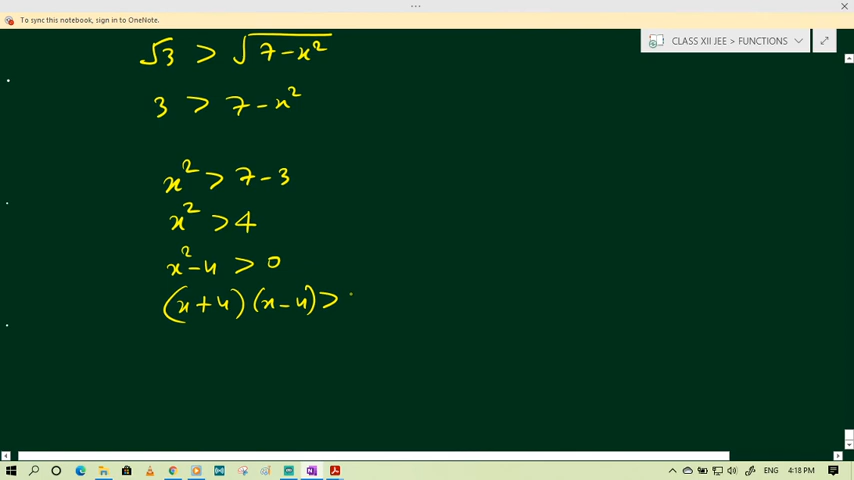 To sync this notebook, sign in to OneNote.
CLASS XII JEE > FUNCTIONS
√3 > √(7-x²)
3 > 7-x²
x² > 7-3
x² > 4
x²-4 > 0
(x+4)(x-4)>
ENG 4:18 PM